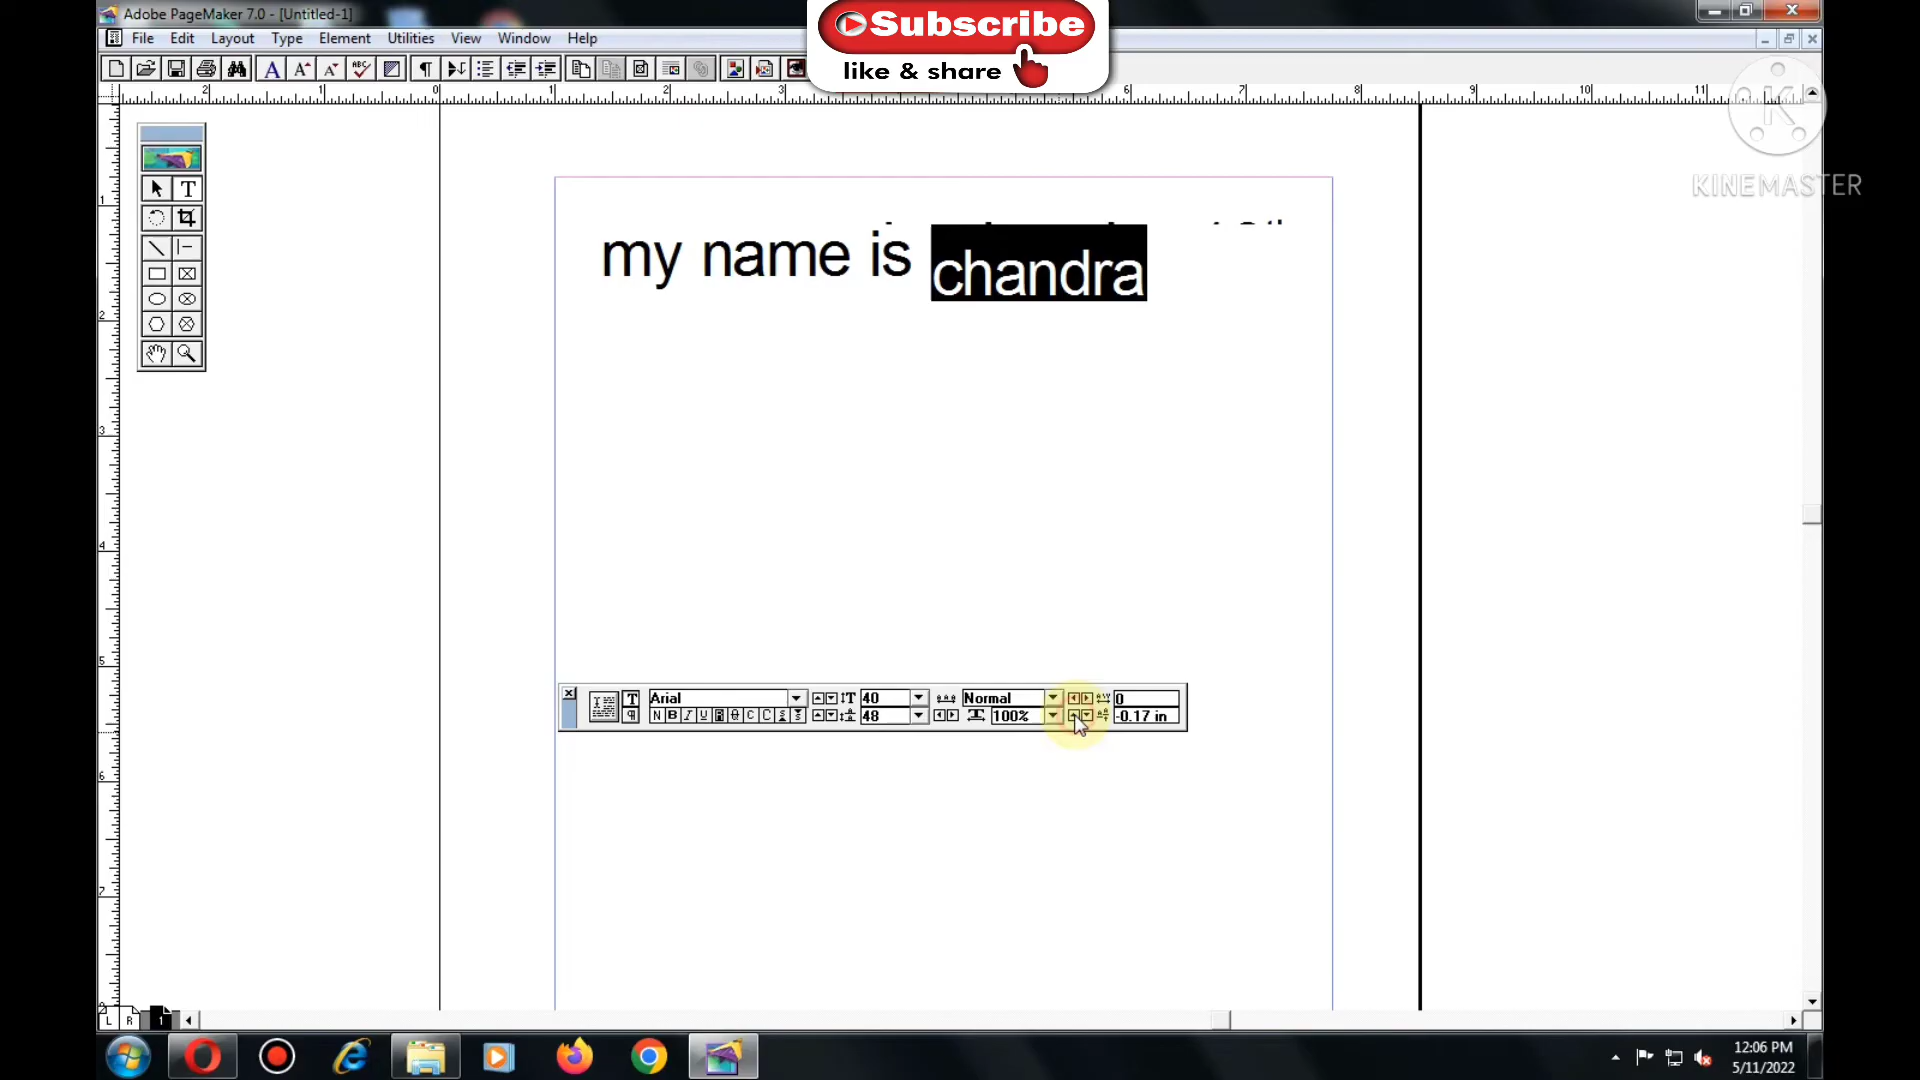 Adobe PageMaker 7.0 - [Untitled-1]
Subscribe
like & share
File Edit Layout Utilities Type Element Utilities View Window Help
KINEMASTER
my name is chandra
Arial 40 Normal 0
N B I U 48 100% -0.17 in
L R 1
12:06 PM
5/11/2022